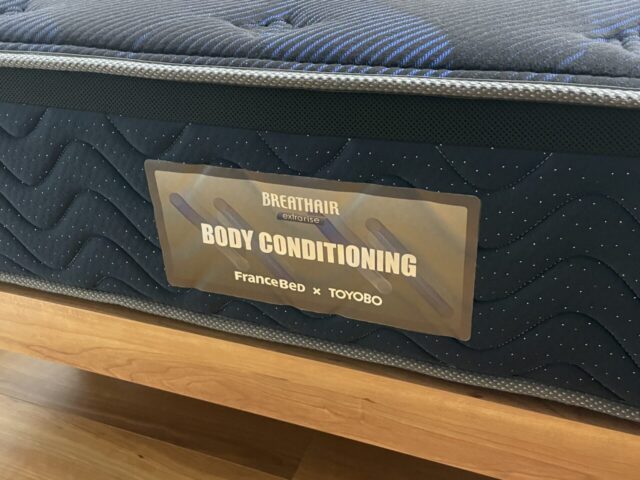 BREATHAIR
extrarise
BODY CONDITIONING
FRANCEBED × TOYOBO